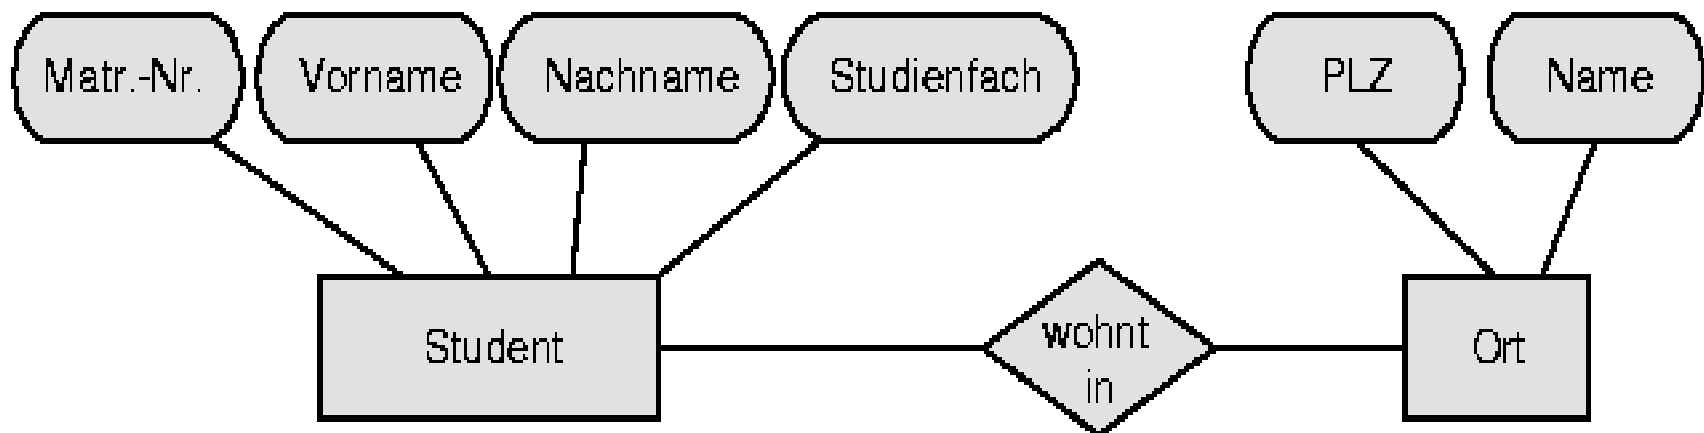 Matr.-Nr.
Vorname
Nachname
Studienfach
PLZ
Name
Student
wohnt
in
Ort